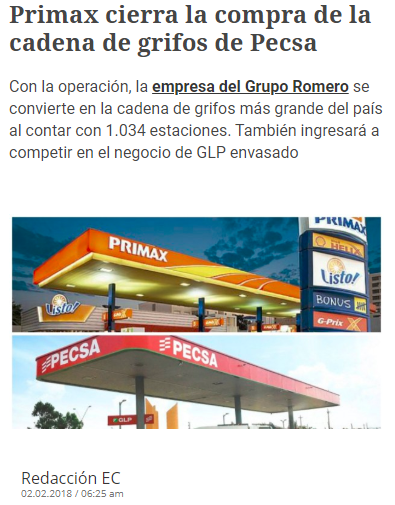 Primax cierra la compra de la
cadena de grifos de Pecsa
Con la operación, la empresa del Grupo Romero se
convierte en la cadena de grifos más grande del país
al contar con 1.034 estaciones. También ingresará a
competir en el negocio de GLP envasado
PRIMAX
PRIMAX
HELIX
Listo!
Listo!
BONUS
G-Prix
PECSA
PECSA
GLP
Redacción EC
02.02.2018 / 06:25 am